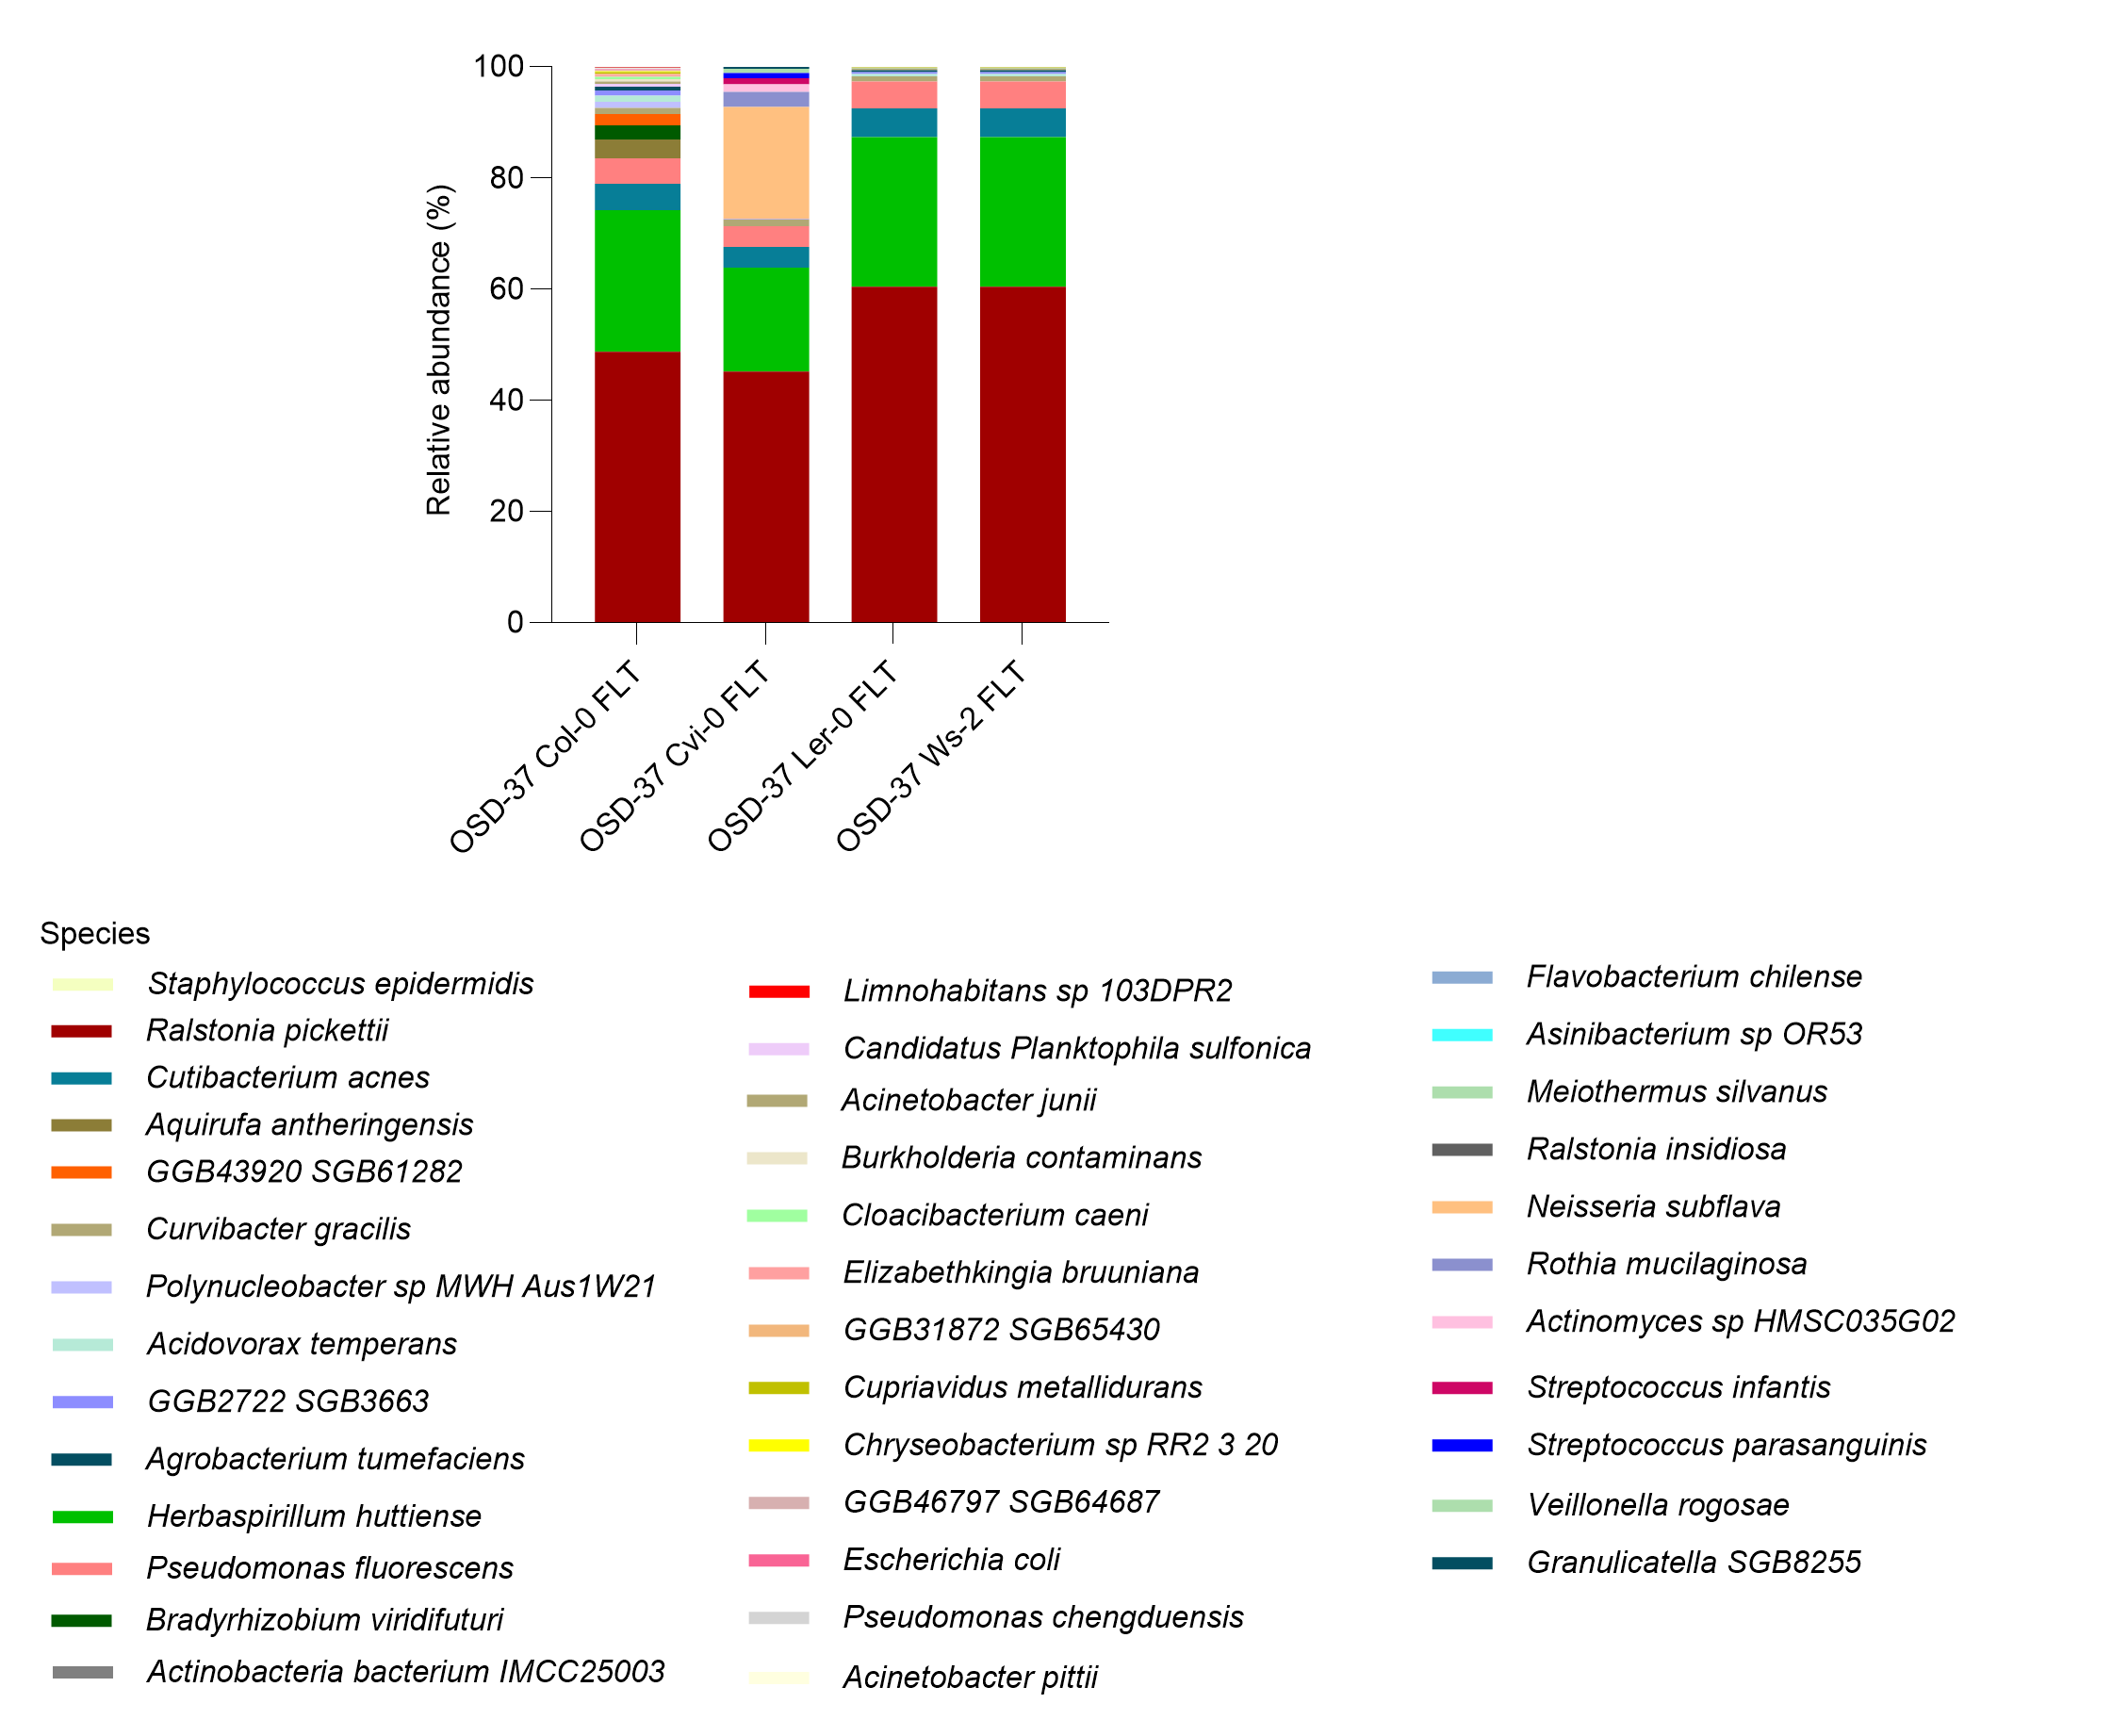 100
80
60
40
20
0
Relative abundance (%)
OSD-37 Col-0 FLT
OSD-37 Cvi-0 FLT
OSD-37 Ler-0 FLT
OSD-37 Ws-2 FLT
Species
Staphylococcus epidermidis
Ralstonia pickettii
Cutibacterium acnes
Aquirufa antheringensis
GGB43920 SGB61282
Curvibacter gracilis
Polynucleobacter sp MWH Aus1W21
Acidovorax temperans
GGB2722 SGB3663
Agrobacterium tumefaciens
Herbaspirillum huttiense
Pseudomonas fluorescens
Bradyrhizobium viridifuturi
Actinobacteria bacterium IMCC25003
Limnohabitans sp 103DPR2
Candidatus Planktophila sulfonica
Acinetobacter junii
Burkholderia contaminans
Cloacibacterium caeni
Elizabethkingia bruuniana
GGB31872 SGB65430
Cupriavidus metallidurans
Chryseobacterium sp RR2 3 20
GGB46797 SGB64687
Escherichia coli
Pseudomonas chengduensis
Acinetobacter pittii
Flavobacterium chilense
Asinibacterium sp OR53
Meiothermus silvanus
Ralstonia insidiosa
Neisseria subflava
Rothia mucilaginosa
Actinomyces sp HMSC035G02
Streptococcus infantis
Streptococcus parasanguinis
Veillonella rogosae
Granulicatella SGB8255